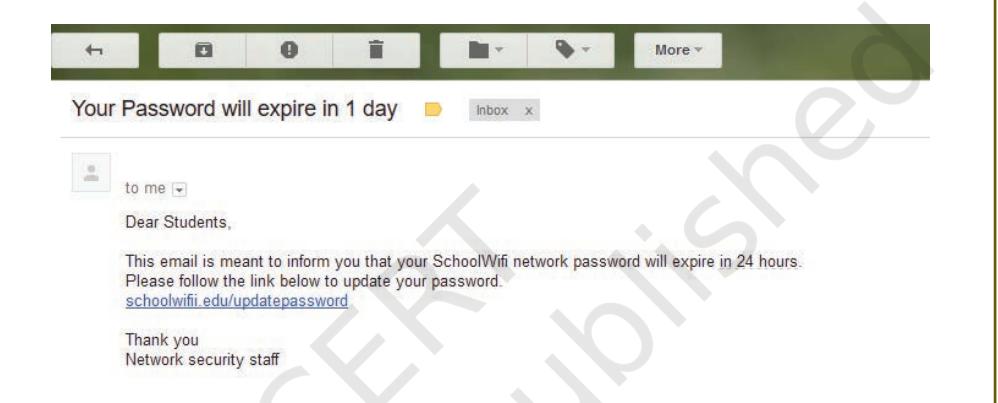 More
Your Password will expire in 1 day Inbox x
to me
Dear Students,
This email is meant to inform you that your SchoolWifi network password will expire in 24 hours.
Please follow the link below to update your password.
schoolwifii.edu/updatepassword
Thank you
Network security staff